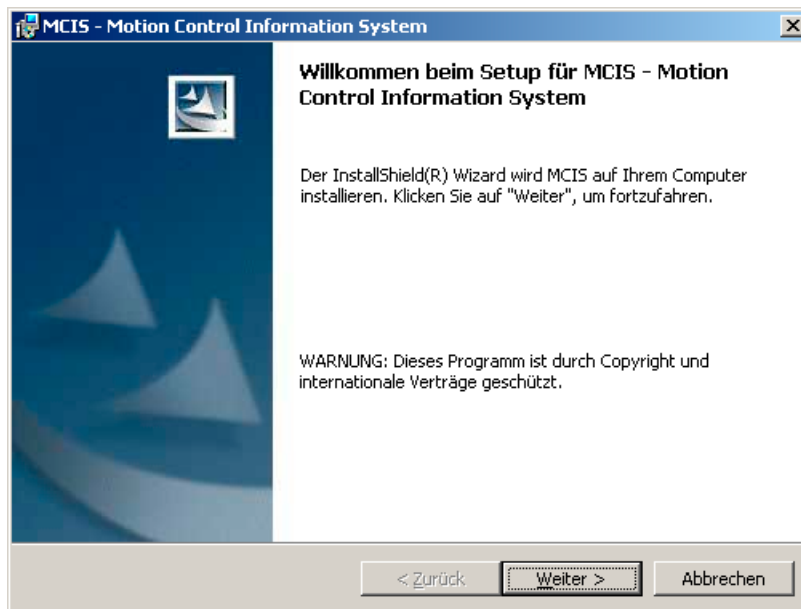 MCIS - Motion Control Information System
Willkommen beim Setup für MCIS - Motion
Control Information System
Der InstallShield(R) Wizard wird MCIS auf Ihrem Computer
installieren. Klicken Sie auf "Weiter", um fortzufahren.
WARNUNG: Dieses Programm ist durch Copyright und
internationale Verträge geschützt.
< Zurück
Weiter >
Abbrechen